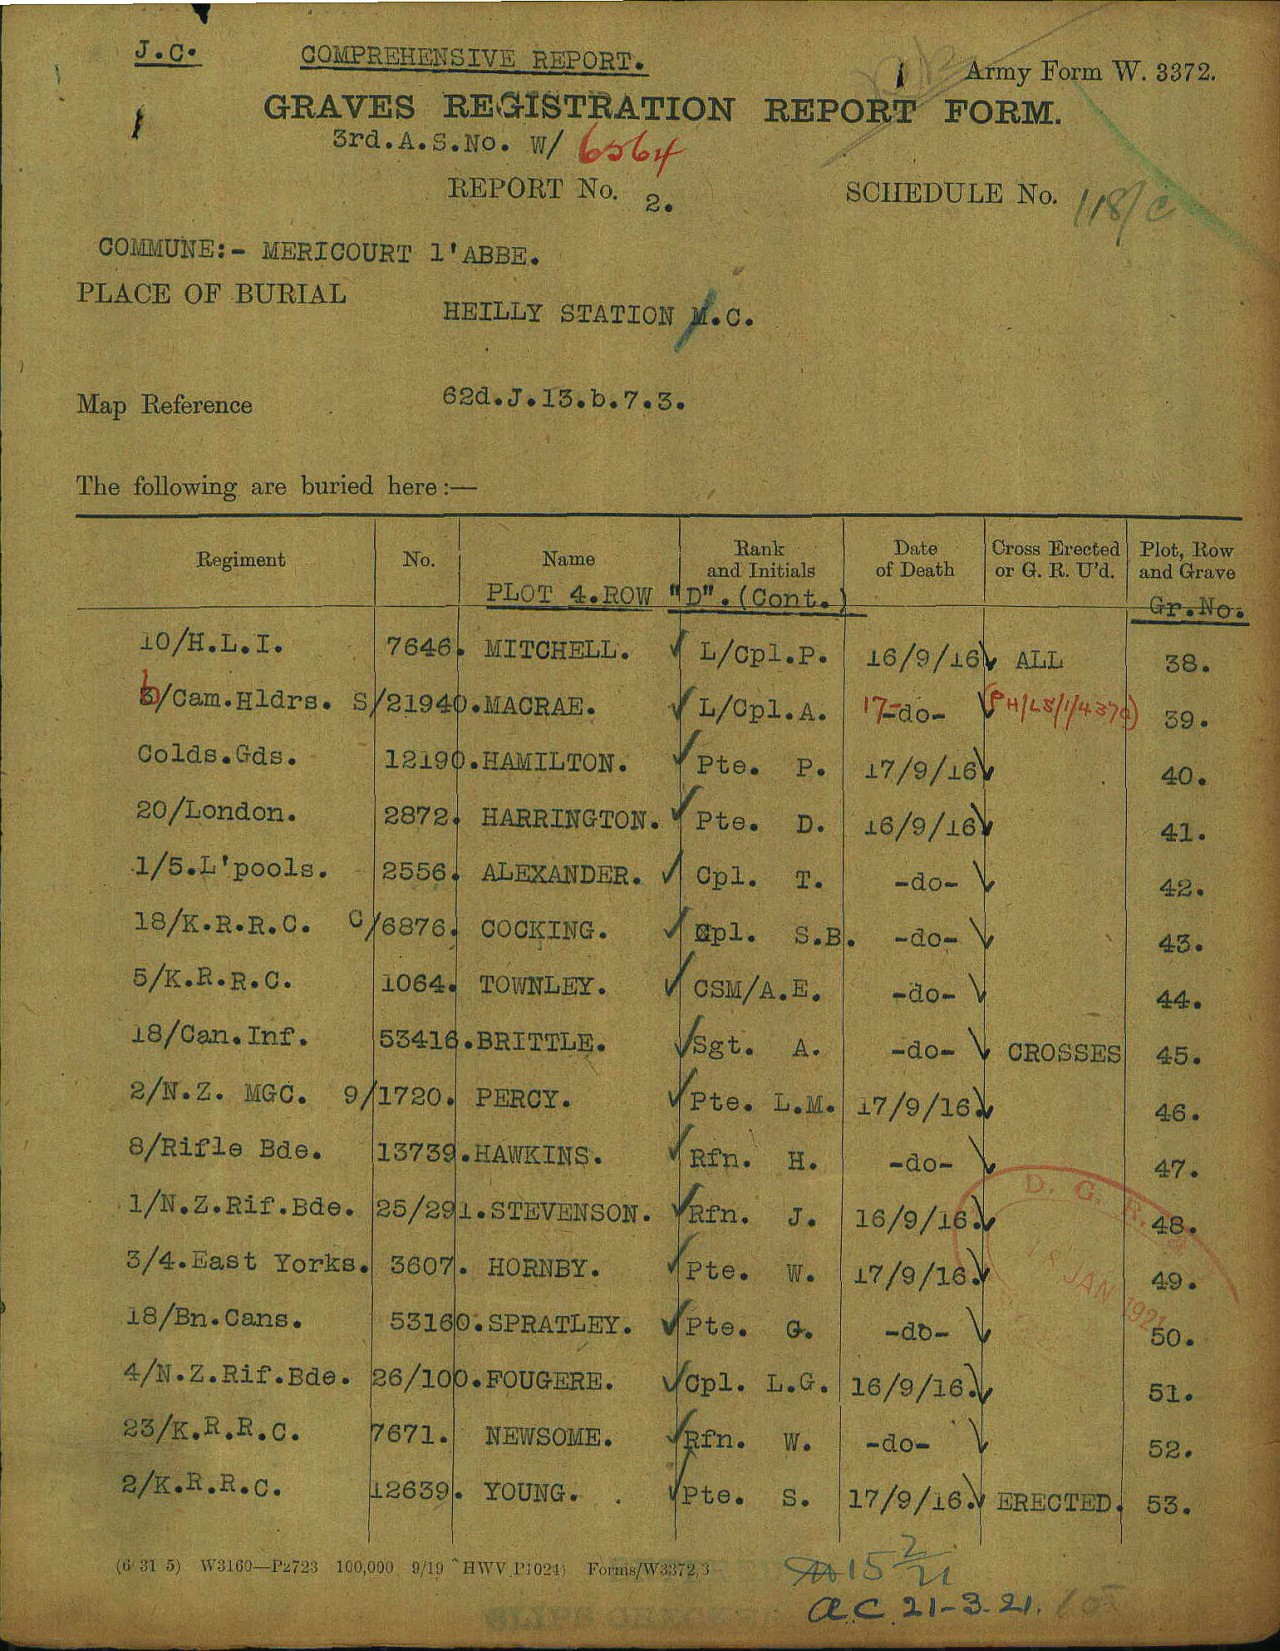 J.C. COMPREHENSIVE REPORT.
1 Army Form W. 3372.
1 GRAVES REGISTRATION REPORT FORM.
3rd.A.S.No. W/ 6564
REPORT No. 2. SCHEDULE No. 118/C
COMMUNE:- MERICOURT l'ABBE.
PLACE OF BURIAL
HEILLY STATION M.C.
Map Reference 62d.J.13.b.7.3.
The following are buried here:—
Regiment No. Name Rank and Initials Date of Death Cross Erected or G. R. U'd. Plot, Row and Grave
PLOT 4.ROW "D".(Cont.) Gr.No.
10/H.L.I. 7646. MITCHELL. L/Cpl.P. 16/9/16 ALL 38.
6/Cam.Hldrs. S/21940. MACRAE. L/Cpl.A. 17- -do- 39.
Colds.Gds. 12190. HAMILTON. Pte. P. 17/9/16 40.
20/London. 2872. HARRINGTON. Pte. D. 16/9/16 41.
1/5.L'pools. 2556. ALEXANDER. Cpl. T. -do- 42.
18/K.R.R.C. C/6876. COCKING. Cpl. S.B. -do- 43.
5/K.R.R.C. 1064. TOWNLEY. CSM/A.E. -do- 44.
18/Can.Inf. 53416. BRITTLE. Sgt. A. -do- CROSSES 45.
2/N.Z. MGC. 9/1720. PERCY. Pte. L.M. 17/9/16. 46.
8/Rifle Bde. 13739. HAWKINS. Rfn. H. -do- 47.
1/N.Z.Rif.Bde. 25/291. STEVENSON. Rfn. J. 16/9/16. 48.
3/4.East Yorks. 3607. HORNBY. Pte. W. 17/9/16. 49.
18/Bn.Cans. 53160. SPRATLEY. Pte. G. -do- 50.
4/N.Z.Rif.Bde. 26/100. FOUGERE. Cpl. L.G. 16/9/16. 51.
23/K.R.R.C. 7671. NEWSOME. Rfn. W. -do- 52.
2/K.R.R.C. 12639. YOUNG. Pte. S. 17/9/16. ERECTED. 53.
D. G. R.
18 JAN 1921
(6 31 5) W3160—P2723 100,000 9/19 HWV P1024) Forms/W3372/3
15 2/21
a.C. 21-3.21.